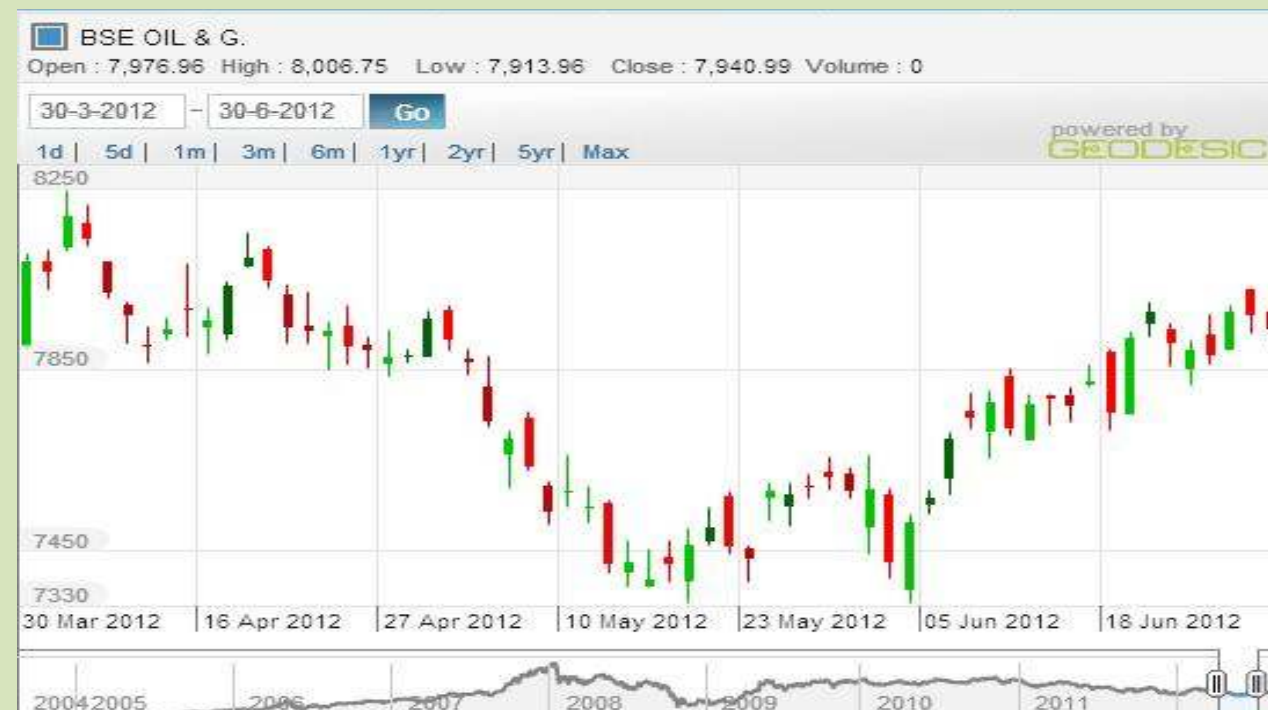 BSE OIL & G.
Open : 7,976.96 High : 8,006.75 Low : 7,913.96 Close : 7,940.99 Volume : 0
30-3-2012 - 30-6-2012 Go
powered by
GEODESIC
1d | 5d | 1m | 3m | 6m | 1yr | 2yr | 5yr | Max
8250
7850
7450
7330
30 Mar 2012 16 Apr 2012 27 Apr 2012 10 May 2012 23 May 2012 05 Jun 2012 18 Jun 2012
2004 2005 2006 2007 2008 2009 2010 2011